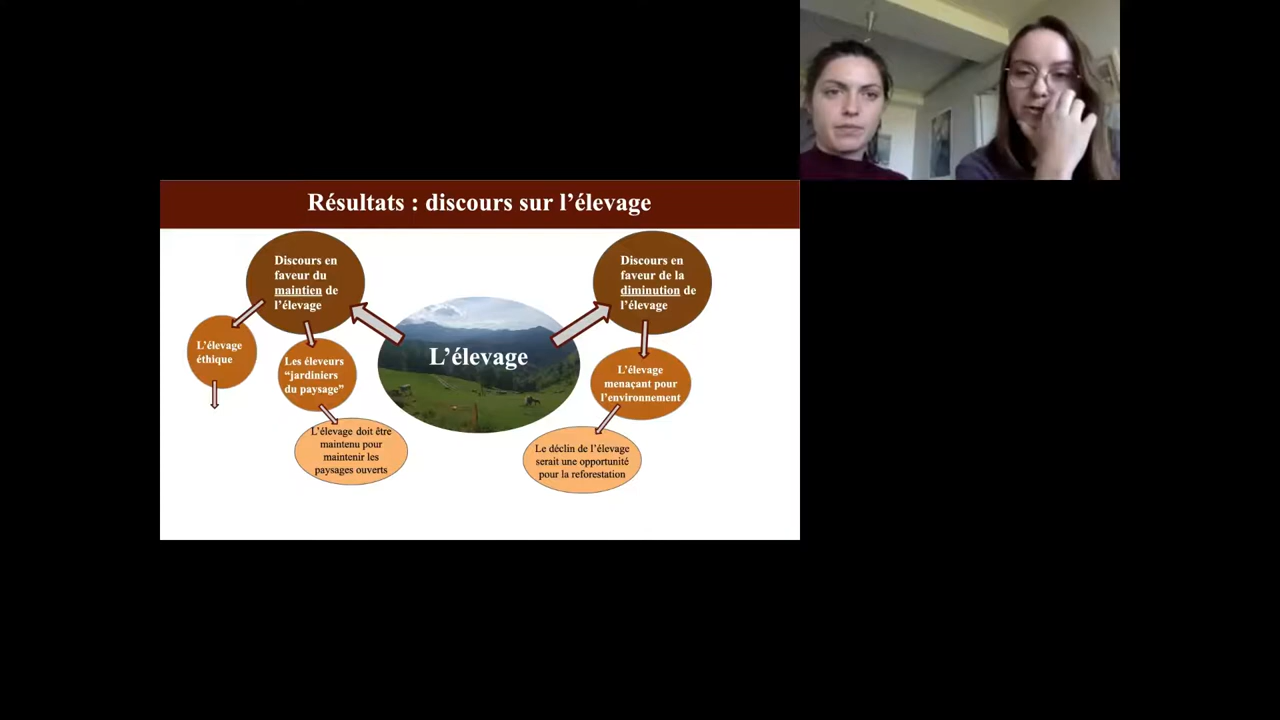 Résultats : discours sur l’élevage
Discours en
faveur du
maintien de
l’élevage
Discours en
faveur de la
diminution de
l’élevage
L’élevage
L’élevage
éthique
Les éleveurs
“jardiniers
du paysage”
L’élevage
menaçant pour
l’environnement
L’élevage doit être
maintenu pour
maintenir les
paysages ouverts
Le déclin de l’élevage
serait une opportunité
pour la reforestation